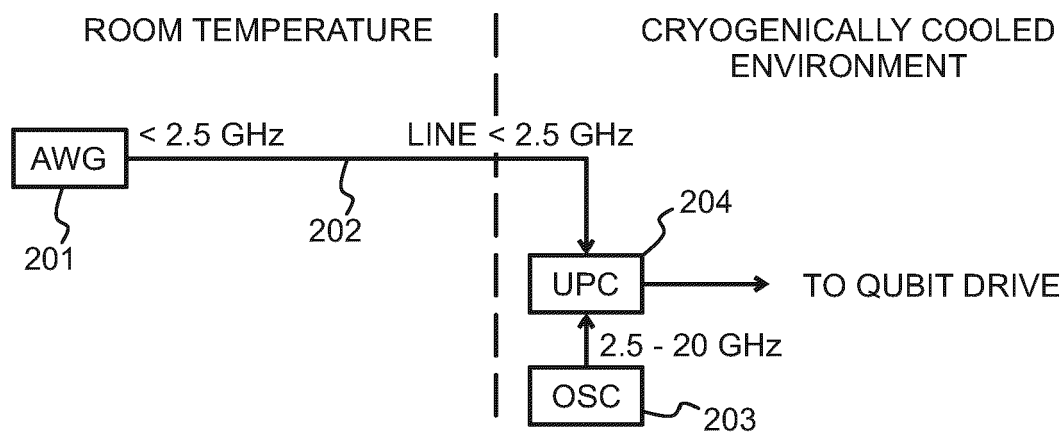 ROOM TEMPERATURE
CRYOGENICALLY COOLED
ENVIRONMENT
< 2.5 GHz
LINE < 2.5 GHz
AWG
201
202
204
UPC
TO QUBIT DRIVE
2.5 - 20 GHz
OSC
203